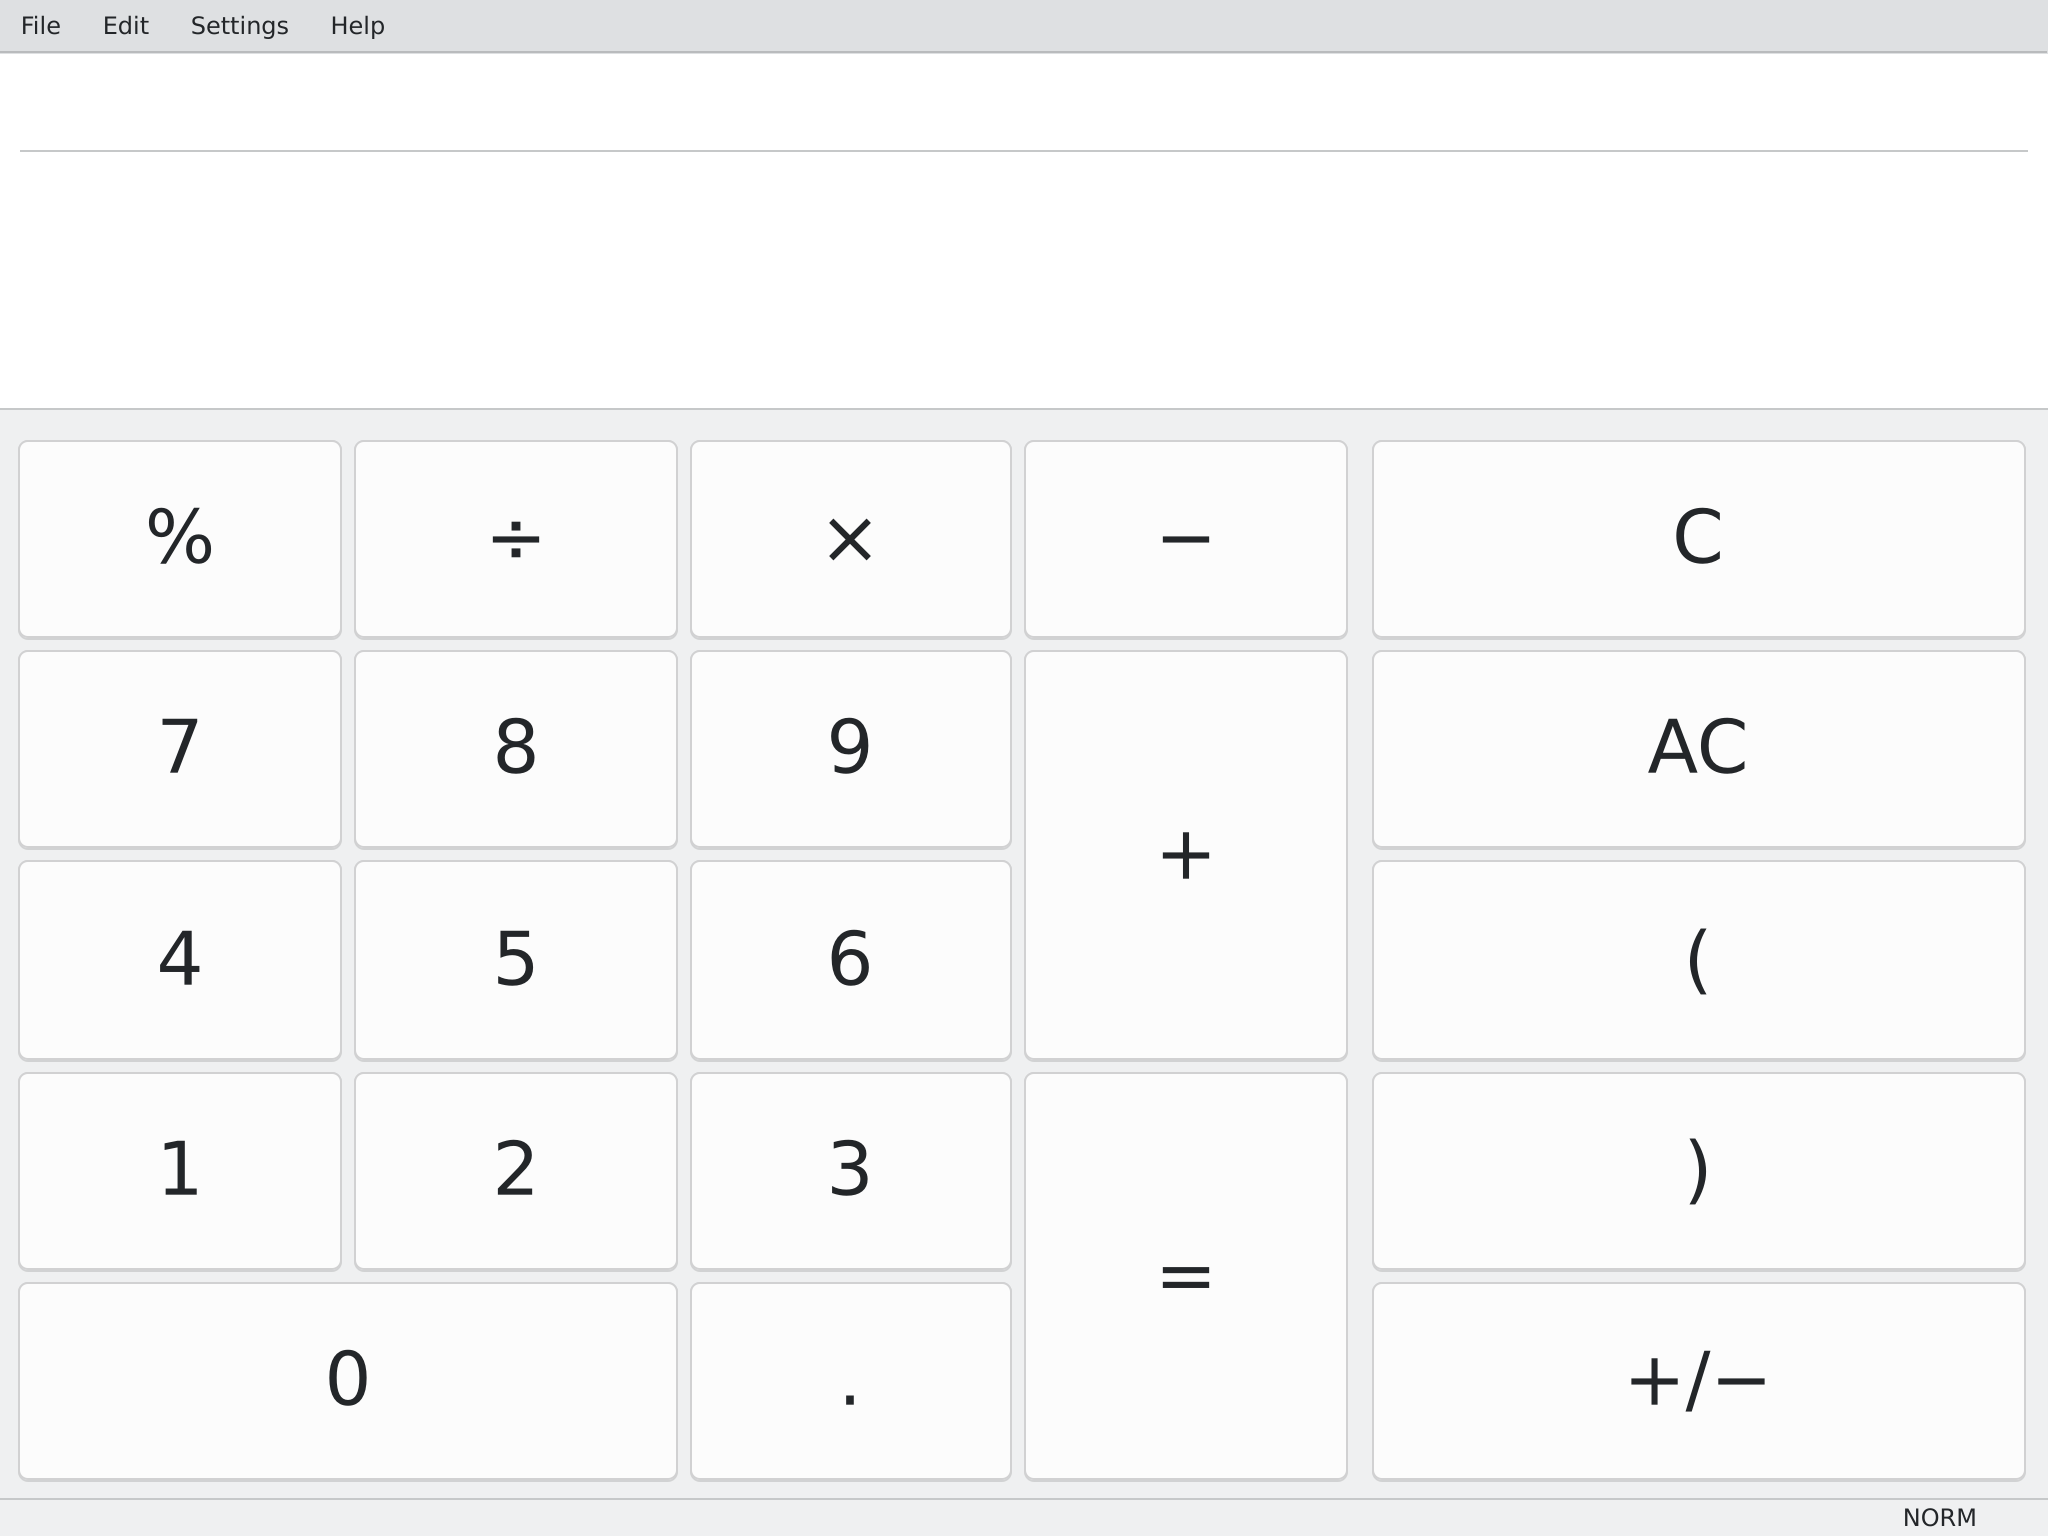 File Edit Settings Help
% ÷ × − C
7 8 9 AC
+
4 5 6 (
1 2 3 )
=
0 . +/−
NORM